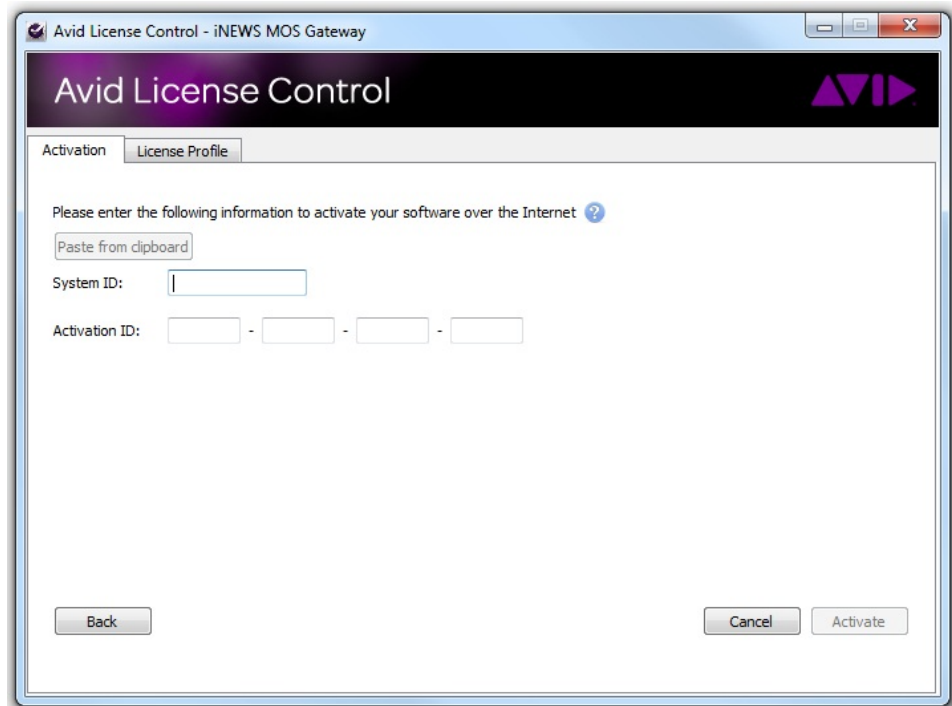 Avid License Control - iNEWS MOS Gateway
Avid License Control AVID
Activation License Profile
Please enter the following information to activate your software over the Internet ?
Paste from clipboard
System ID:
Activation ID: - - -
Back Cancel Activate